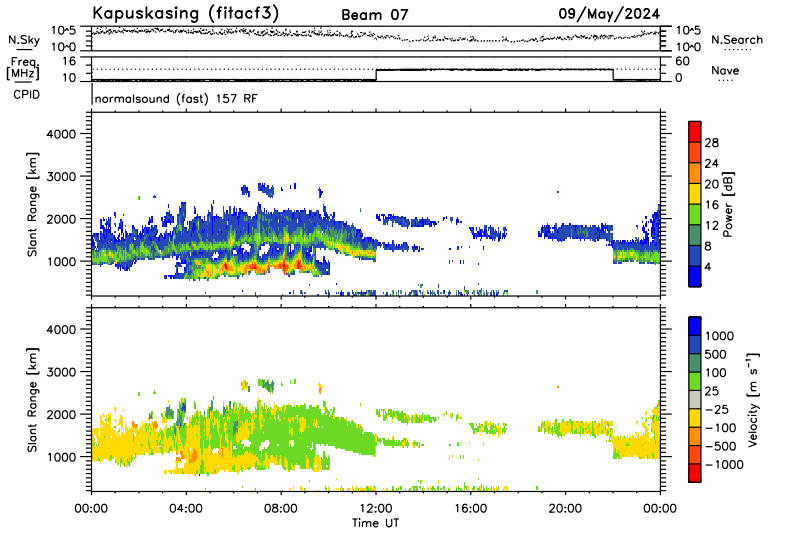 Kapuskasing (fitacf3)
Beam 07
09/May/2024
N.Sky
10^5
10^0
10^5
10^0
N.Search
Freq.
[MHz]
16
10
60
0
Nave
CPID
normalsound (fast) 157 RF
Slant Range [km]
4000
3000
2000
1000
28
24
20
16
12
8
4
Power [dB]
Slant Range [km]
4000
3000
2000
1000
1000
500
100
25
−25
−100
−500
−1000
Velocity [m s⁻¹]
00:00
04:00
08:00
12:00
16:00
20:00
00:00
Time UT